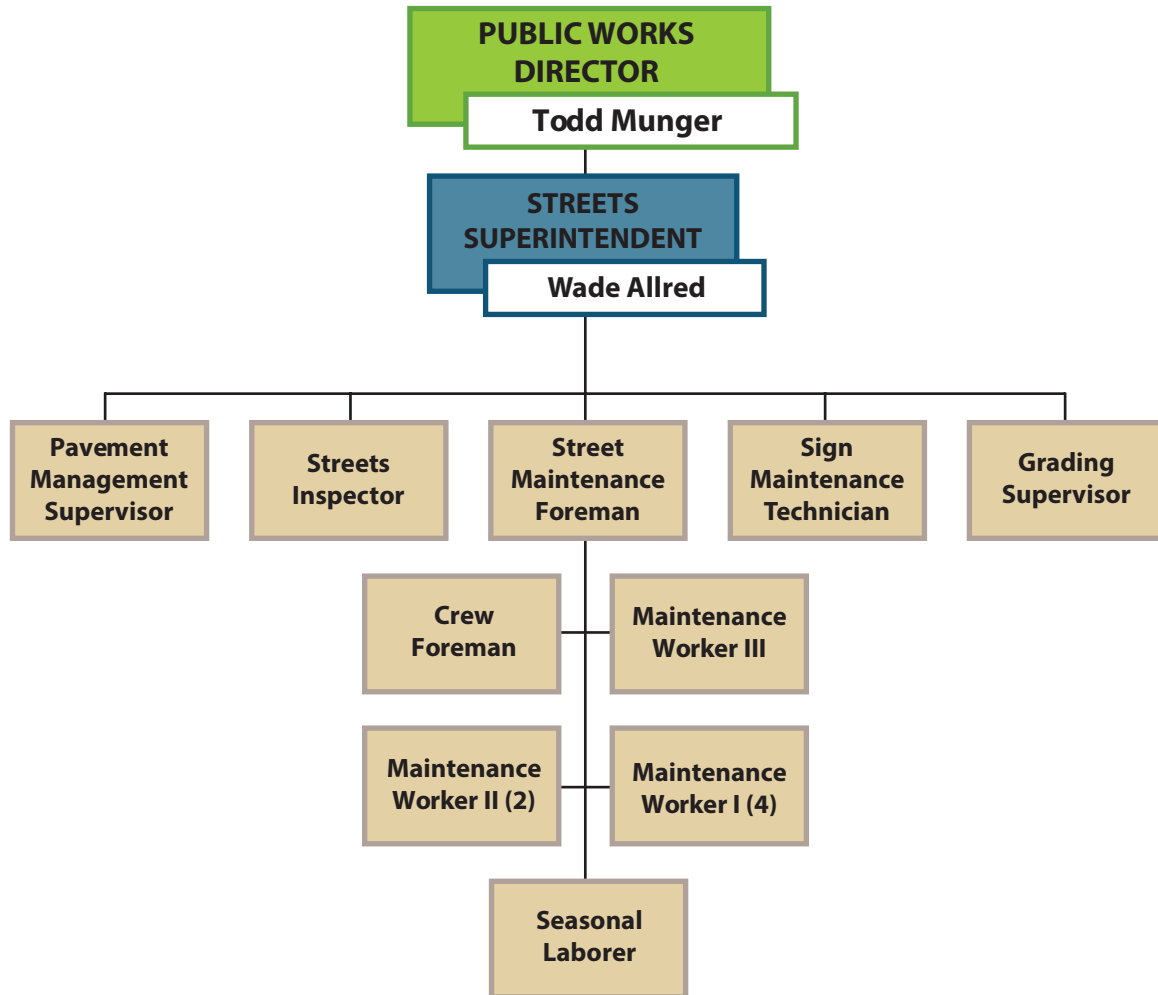 PUBLIC WORKS
DIRECTOR
Todd Munger
STREETS
SUPERINTENDENT
Wade Allred
Pavement
Management
Supervisor
Streets
Inspector
Street
Maintenance
Foreman
Sign
Maintenance
Technician
Grading
Supervisor
Crew
Foreman
Maintenance
Worker III
Maintenance
Worker II (2)
Maintenance
Worker I (4)
Seasonal
Laborer